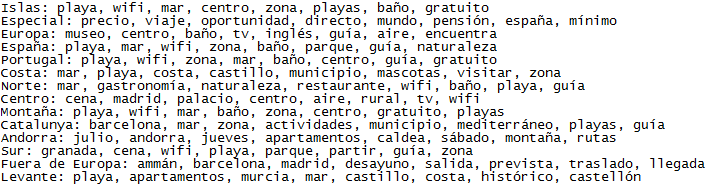 Islas: playa, wifi, mar, centro, zona, playas, baño, gratuito
Especial: precio, viaje, oportunidad, directo, mundo, pensión, españa, mínimo
Europa: museo, centro, baño, tv, inglés, guía, aire, encuentra
España: playa, mar, wifi, zona, baño, parque, guía, naturaleza
Portugal: playa, wifi, zona, mar, baño, centro, guía, gratuito
Costa: mar, playa, costa, castillo, municipio, mascotas, visitar, zona
Norte: mar, gastronomía, naturaleza, restaurante, wifi, baño, playa, guía
Centro: cena, madrid, palacio, centro, aire, rural, tv, wifi
Montaña: playa, wifi, mar, baño, zona, centro, gratuito, playas
Catalunya: barcelona, mar, zona, actividades, municipio, mediterráneo, playas, guía
Andorra: julio, andorra, jueves, apartamentos, caldea, sábado, montaña, rutas
Sur: granada, cena, wifi, playa, parque, partir, guía, zona
Fuera de Europa: ammán, barcelona, madrid, desayuno, salida, prevista, traslado, llegada
Levante: playa, apartamentos, murcia, mar, castillo, costa, histórico, castellón